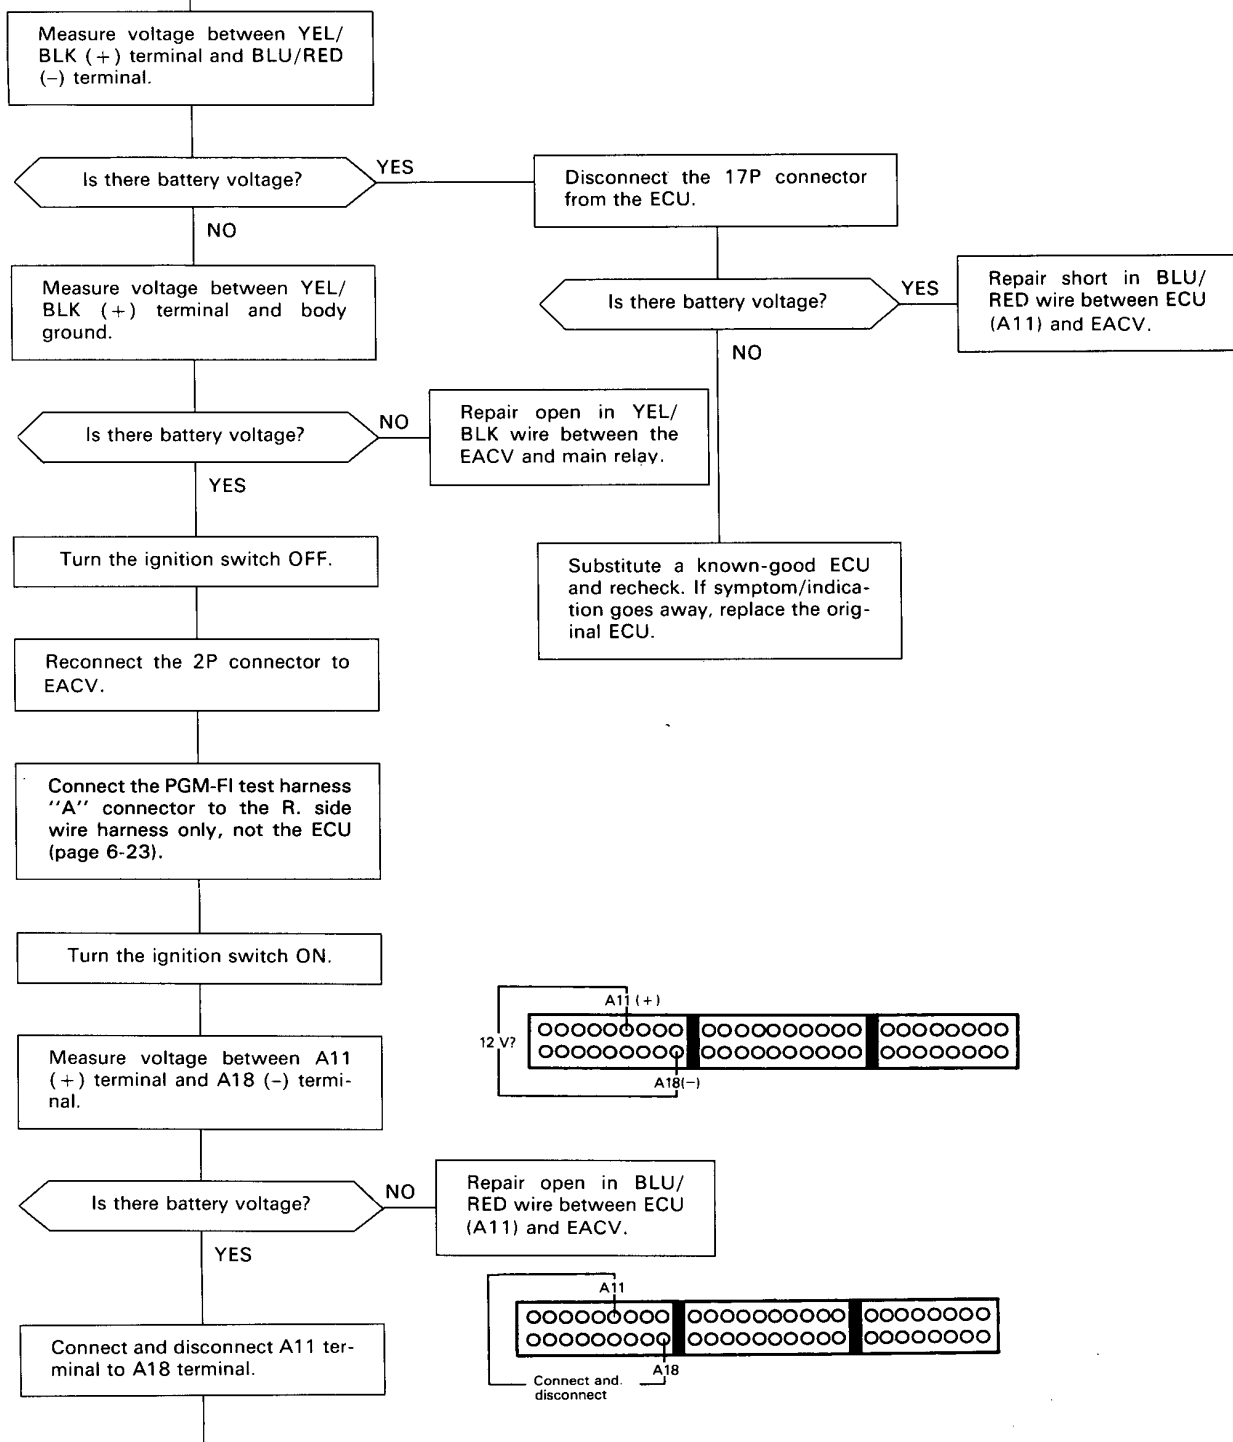 Measure voltage between YEL/
BLK (+) terminal and BLU/RED
(–) terminal.
Is there battery voltage?
YES
NO
Disconnect the 17P connector
from the ECU.
Measure voltage between YEL/
BLK (+) terminal and body
ground.
Is there battery voltage?
YES
NO
Repair short in BLU/
RED wire between ECU
(A11) and EACV.
Is there battery voltage?
NO
YES
Repair open in YEL/
BLK wire between the
EACV and main relay.
Turn the ignition switch OFF.
Substitute a known-good ECU
and recheck. If symptom/indica-
tion goes away, replace the orig-
inal ECU.
Reconnect the 2P connector to
EACV.
Connect the PGM-FI test harness
''A'' connector to the R. side
wire harness only, not the ECU
(page 6-23).
Turn the ignition switch ON.
Measure voltage between A11
(+) terminal and A18 (–) termi-
nal.
A11 (+)
12 V?
A18(–)
Is there battery voltage?
NO
YES
Repair open in BLU/
RED wire between ECU
(A11) and EACV.
Connect and disconnect A11 ter-
minal to A18 terminal.
A11
A18
Connect and.
disconnect